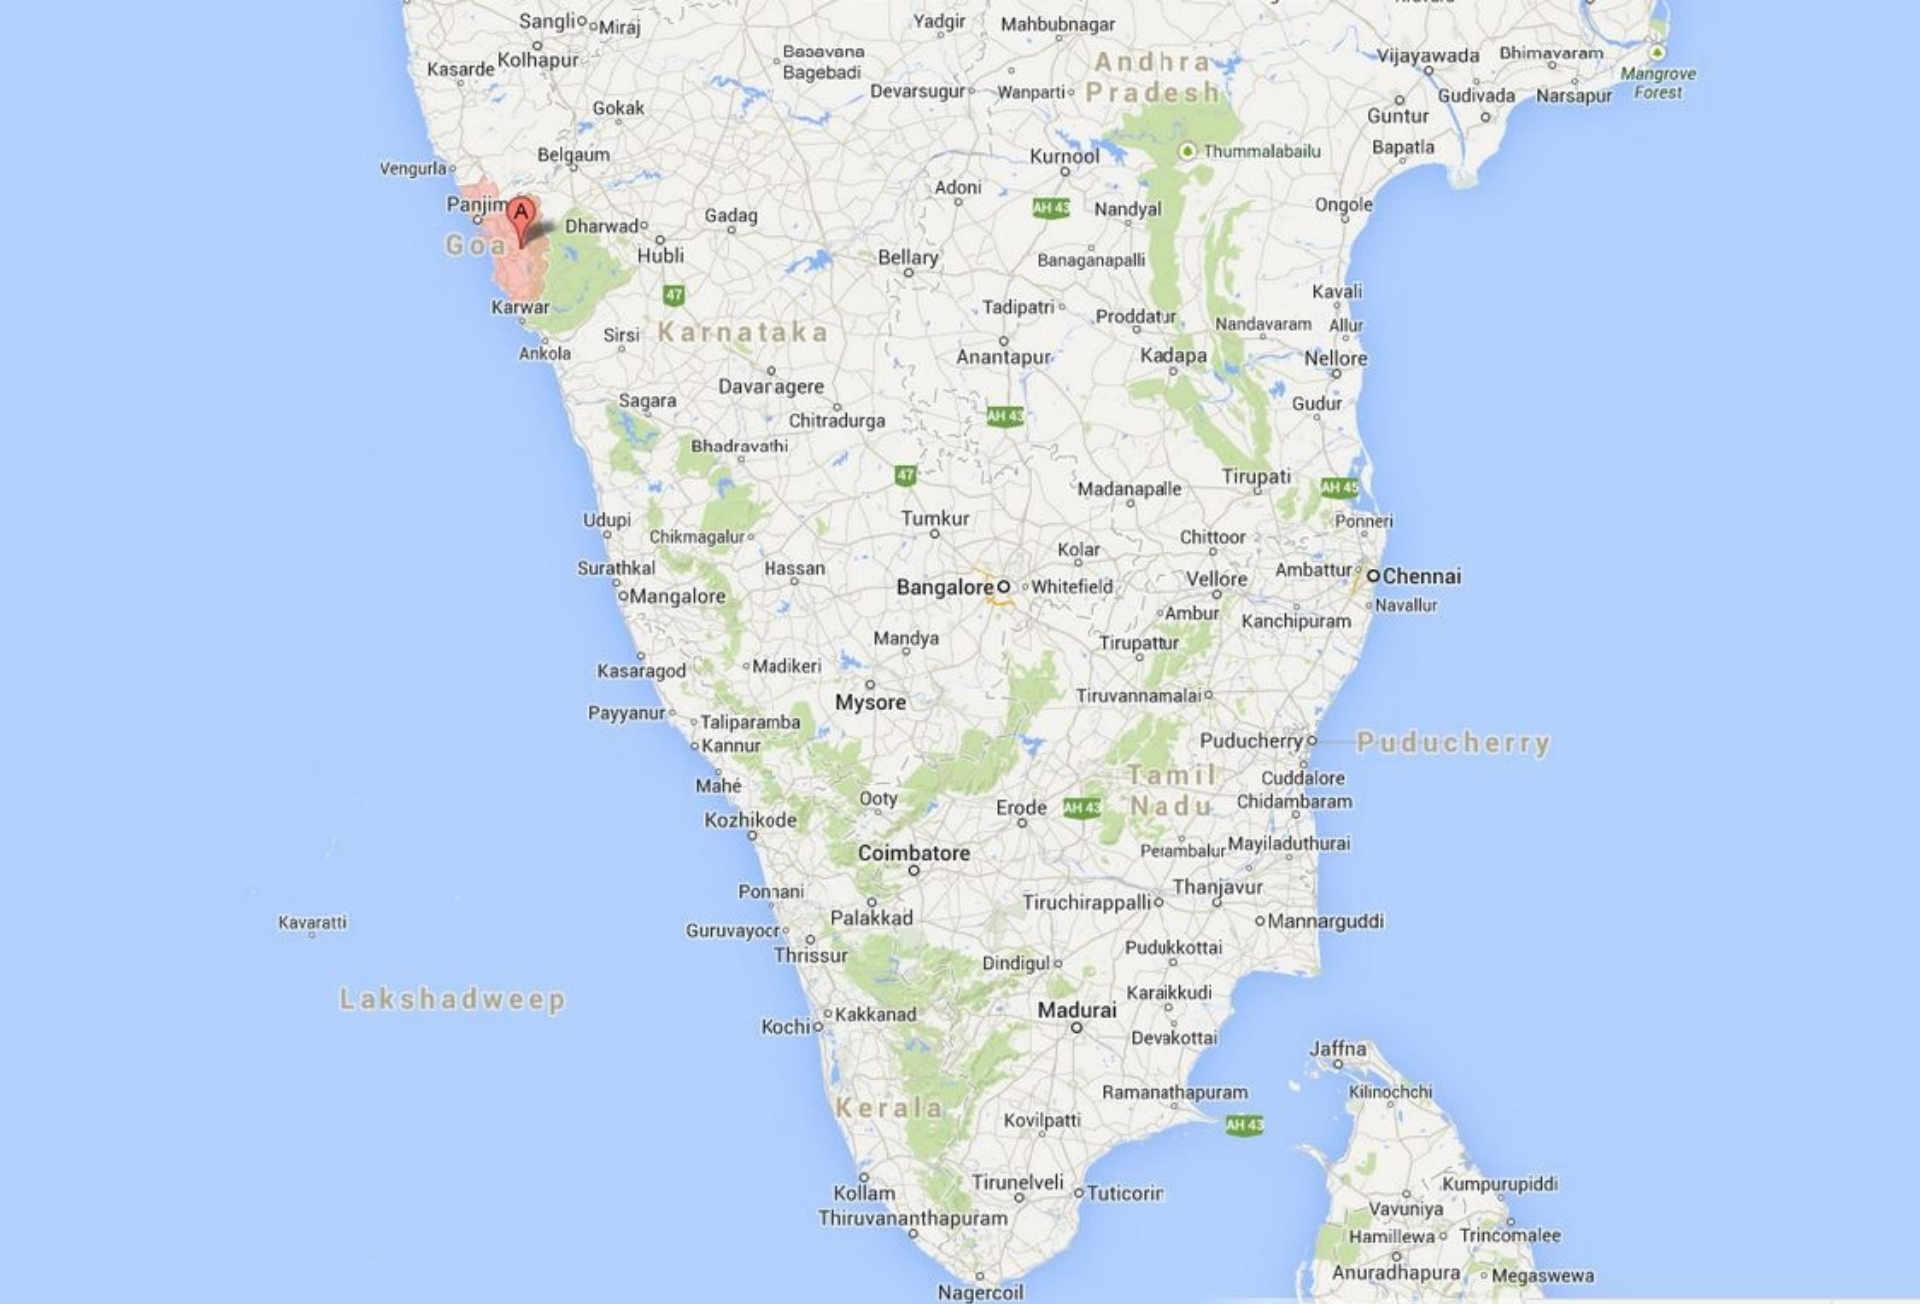 Sangli
Miraj
Yadgir
Mahbubnagar
Kolhapur
Kasarde
Basavana
Bagebadi
Andhra
Pradesh
Vijayawada
Bhimavaram
Mangrove
Forest
Devarsugur
Wanparti
Gudivada
Narsapur
Gokak
Guntur
Belgaum
Kurnool
Thummalabailu
Bapatla
Vengurla
Adoni
Panjim
A
AH 43
Nandyal
Ongole
Dharwad
Gadag
Goa
Hubli
Bellary
Banaganapalli
Karwar
47
Tadipatri
Proddatur
Kavali
Nandavaram
Allur
Sirsi
Karnataka
Ankola
Anantapur
Kadapa
Nellore
Davanagere
Sagara
Chitradurga
AH 43
Gudur
Bhadravathi
47
Madanapalle
Tirupati
AH 45
Udupi
Chikmagalur
Tumkur
Ponneri
Chittoor
Kolar
Surathkal
Hassan
Bangalore
Whitefield
Vellore
Ambattur
Chennai
Mangalore
Ambur
Kanchipuram
Navallur
Mandya
Tirupattur
Kasaragod
Madikeri
Mysore
Tiruvannamalai
Payyanur
Taliparamba
Kannur
Puducherry
Puducherry
Mahé
Tamil
Nadu
Cuddalore
Ooty
Erode
AH 43
Chidambaram
Kozhikode
Coimbatore
Perambalur
Mayiladuthurai
Ponnani
Palakkad
Tiruchirappalli
Thanjavur
Kavaratti
Guruvayoor
Mannarguddi
Thrissur
Dindigul
Pudukkottai
Lakshadweep
Karaikkudi
Kochi
Kakkanad
Madurai
Devakottai
Jaffna
Kerala
Ramanathapuram
Kilinochchi
Kovilpatti
AH 43
Kollam
Tirunelveli
Tuticorin
Kumpurupiddi
Thiruvananthapuram
Vavuniya
Hamillewa
Trincomalee
Nagercoil
Anuradhapura
Megaswewa